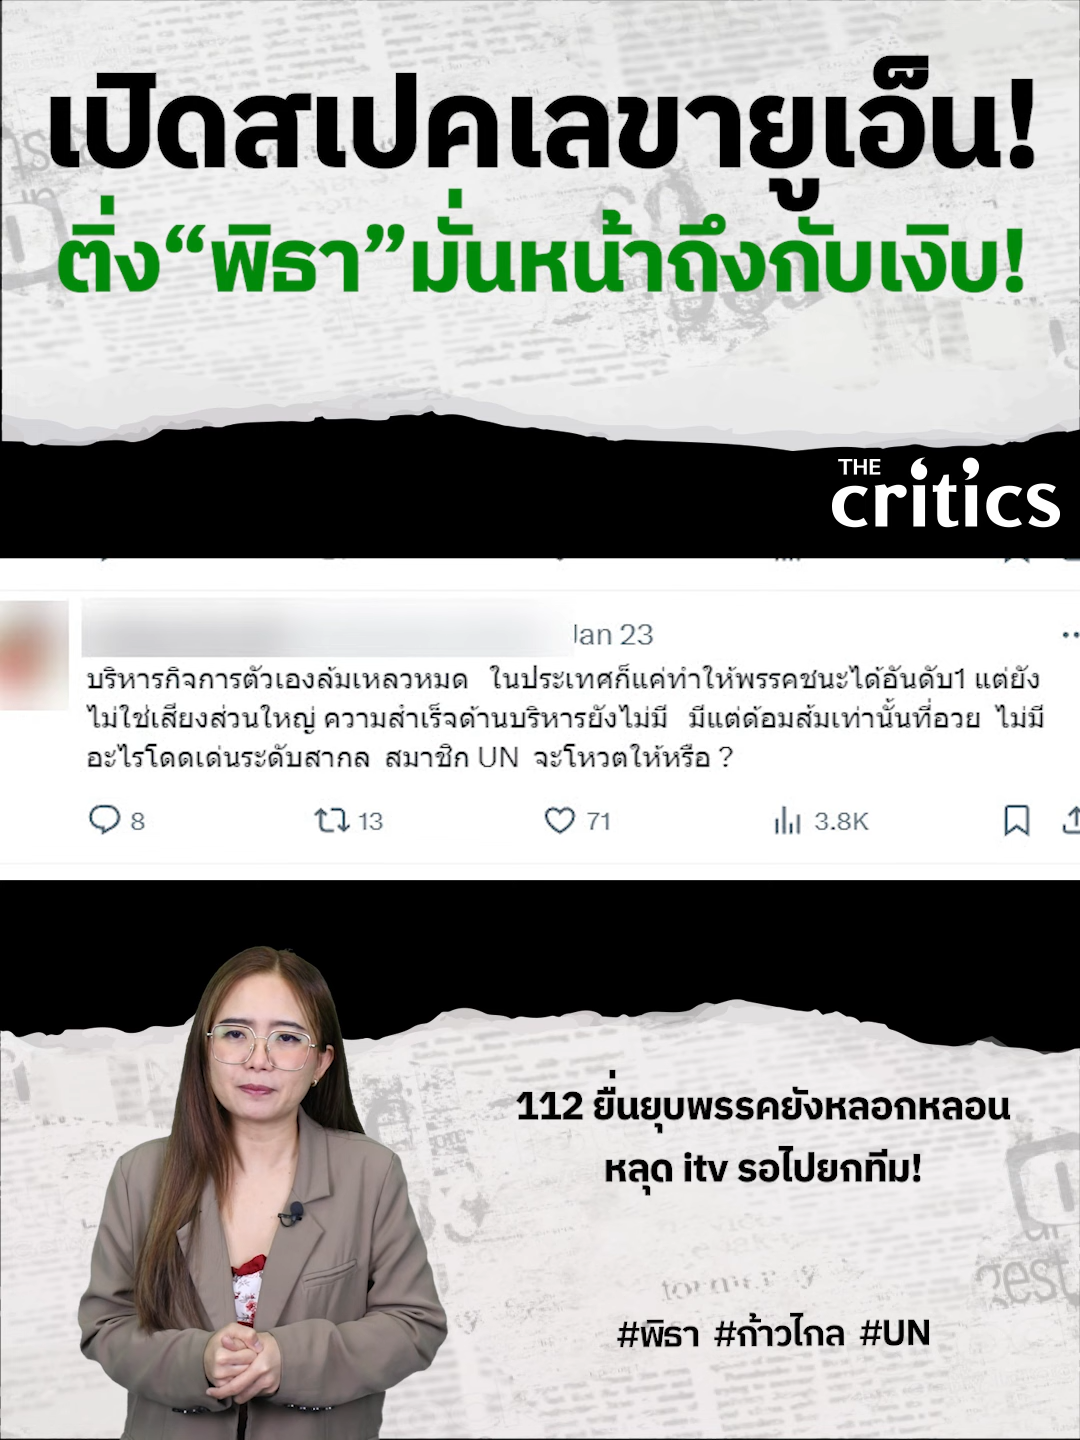 เปิดสเปคเลขายูเอ็น!
ติ่ง“พิธา”มั่นหน้าถึงกับเงิบ!
THE
critics
Jan 23
บริหารกิจการตัวเองล้มเหลวหมด ในประเทศก็แค่ทำให้พรรคชนะได้อันดับ1 แต่ยัง
ไม่ใช่เสียงส่วนใหญ่ ความสำเร็จด้านบริหารยังไม่มี มีแต่ด้อมส้มเท่านั้นที่อวย ไม่มี
อะไรโดดเด่นระดับสากล สมาชิก UN จะโหวตให้หรือ ?
8 13 71 3.8K
112 ยื่นยุบพรรคยังหลอกหลอน
หลุด itv รอไปยกทีม!
#พิธา #ก้าวไกล #UN